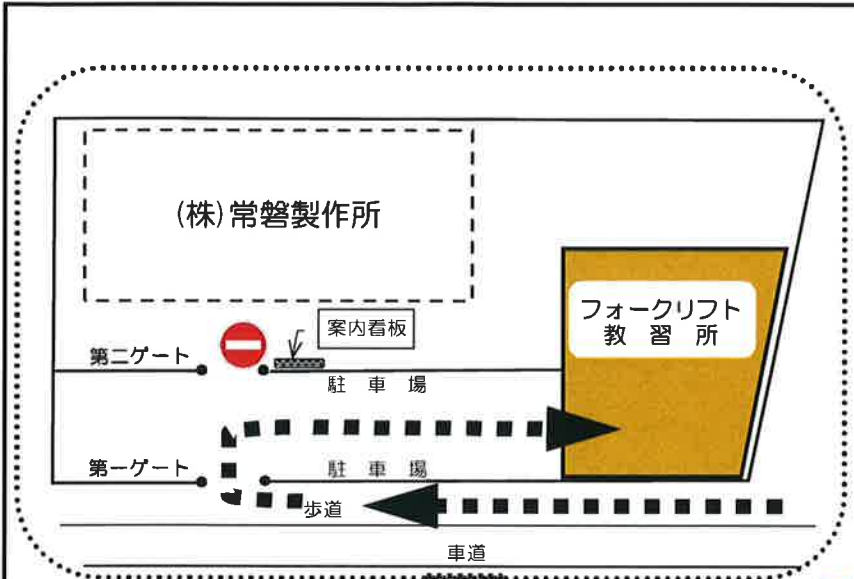 (株)常磐製作所
フォークリフト
教習所
案内看板
第二ゲート
駐車場
第一ゲート
駐車場
歩道
車道